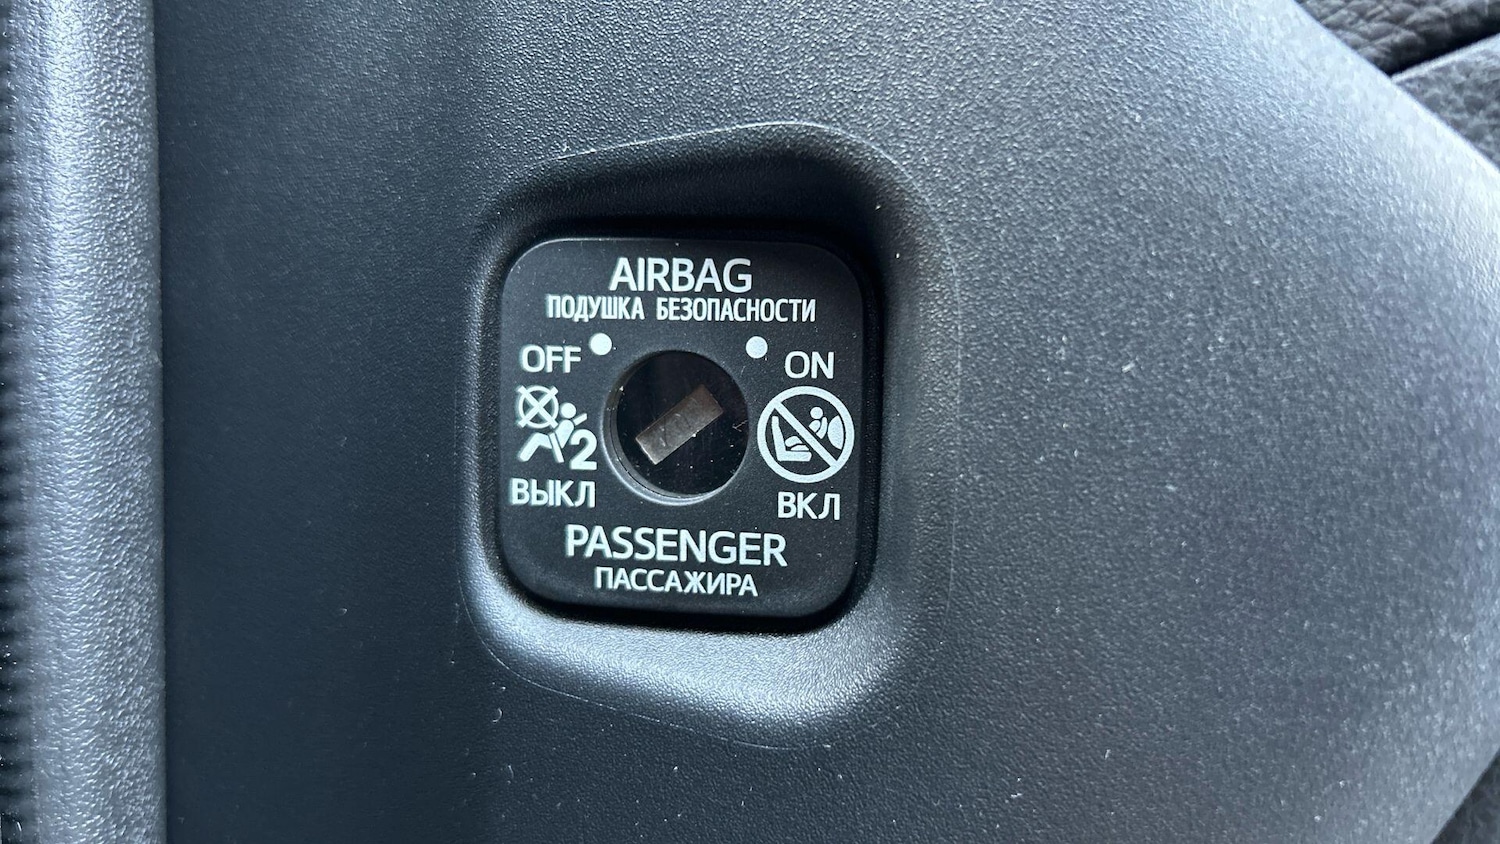 AIRBAG
ПОДУШКА БЕЗОПАСНОСТИ
OFF
ON
2
ВЫКЛ
ВКЛ
PASSENGER
ПАССАЖИРА